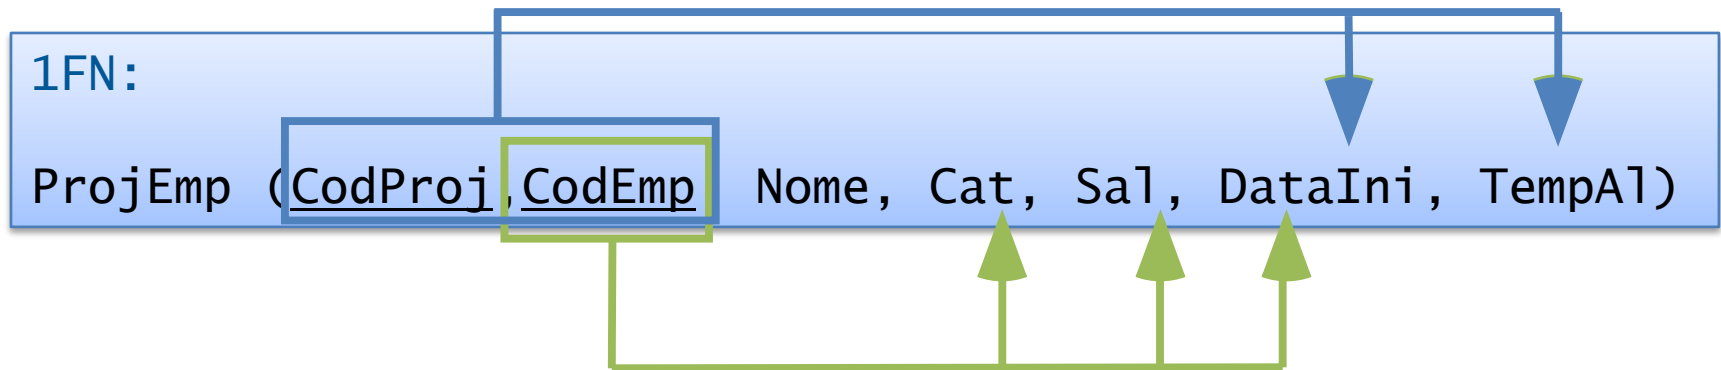 1FN:
ProjEmp (CodProj,CodEmp Nome, Cat, Sal, DataIni, TempAl)